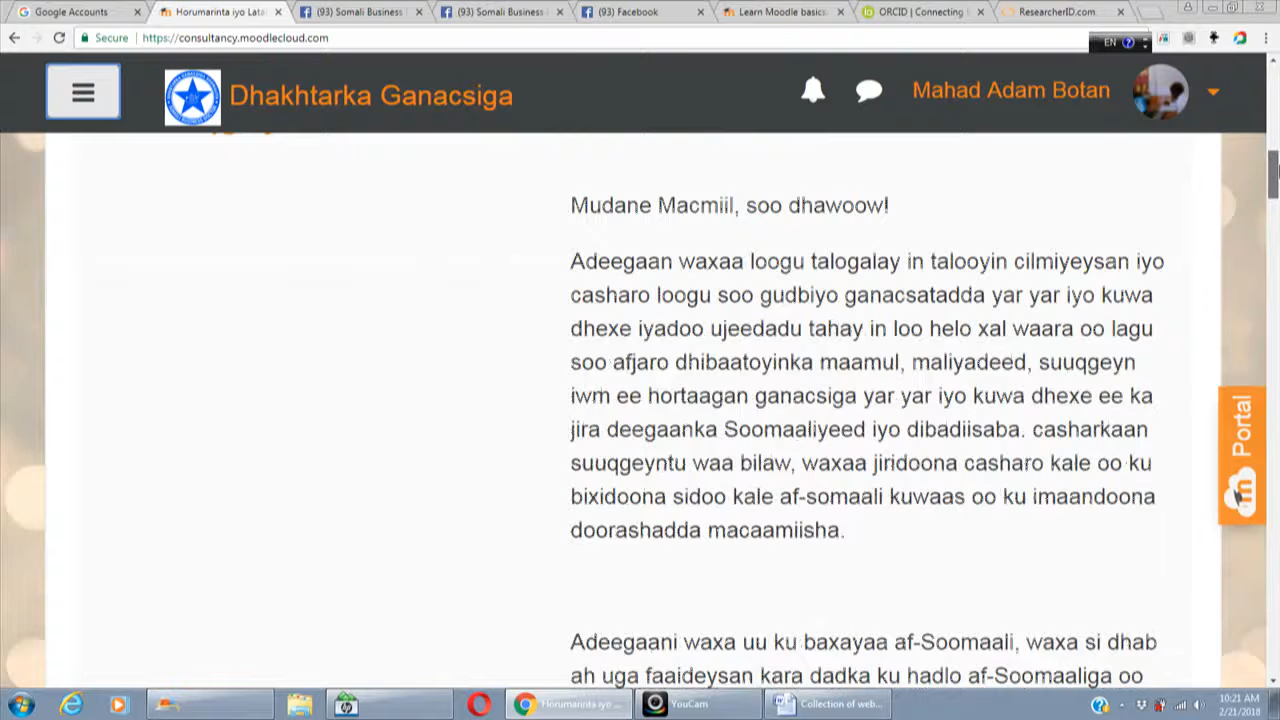 Google Accounts
Horumarinta iyo Lata
(93) Somali Business
(93) Somali Business
(93) Facebook
Learn Moodle basics
ORCID | Connecting
ResearcherID.com
Secure
https://consultancy.moodlecloud.com
EN
Dhakhtarka Ganacsiga
Mahad Adam Botan
Mudane Macmiil, soo dhawoow!
Adeegaan waxaa loogu talogalay in talooyin cilmiyeysan iyo
casharo loogu soo gudbiyo ganacsatadda yar yar iyo kuwa
dhexe iyadoo ujeedadu tahay in loo helo xal waara oo lagu
soo afjaro dhibaatoyinka maamul, maliyadeed, suuqgeyn
iwm ee hortaagan ganacsiga yar yar iyo kuwa dhexe ee ka
jira deegaanka Soomaaliyeed iyo dibadiisaba. casharkaan
suuqgeyntu waa bilaw, waxaa jiridoona casharo kale oo ku
bixidoona sidoo kale af-somaali kuwaas oo ku imaandoona
doorashadda macaamiisha.
Adeegaani waxa uu ku baxayaa af-Soomaali, waxa si dhab
ah uga faaideysan kara dadka ku hadlo af-Soomaaliga oo
Portal
Horumarinta iyo ...
YouCam
Collection of web...
10:21 AM
2/21/2018